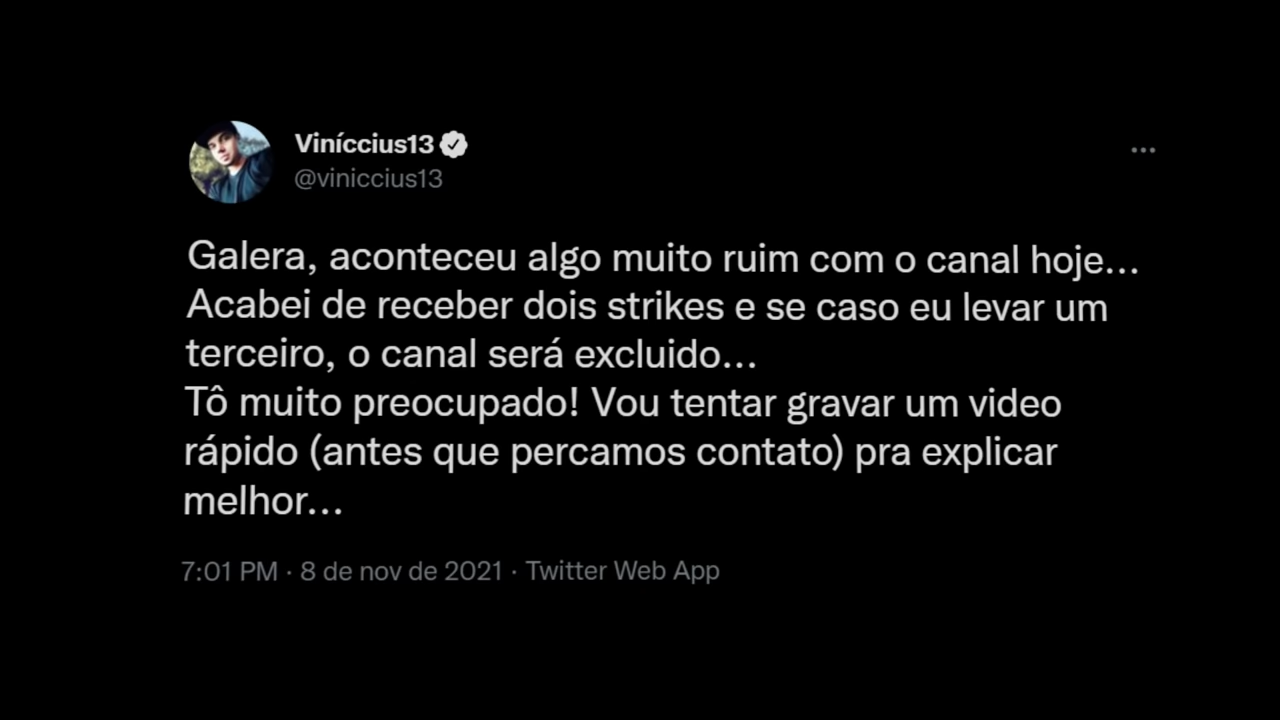 Viníccius13
@viniccius13
Galera, aconteceu algo muito ruim com o canal hoje...
Acabei de receber dois strikes e se caso eu levar um
terceiro, o canal será excluido...
Tô muito preocupado! Vou tentar gravar um video
rápido (antes que percamos contato) pra explicar
melhor...
7:01 PM · 8 de nov de 2021 · Twitter Web App